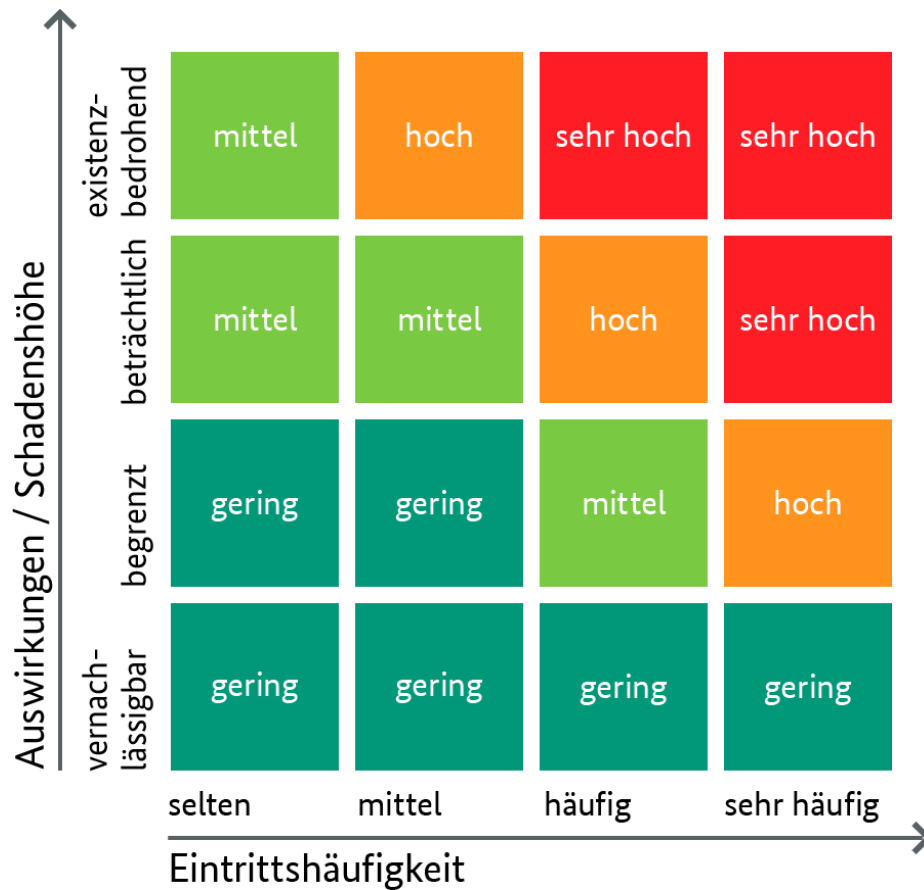 Auswirkungen / Schadenshöhe
existenz-
bedrohend
mittel hoch sehr hoch sehr hoch
beträchtlich
mittel mittel hoch sehr hoch
begrenzt
gering gering mittel hoch
vernach-
lässigbar
gering gering gering gering
selten mittel häufig sehr häufig
Eintrittshäufigkeit